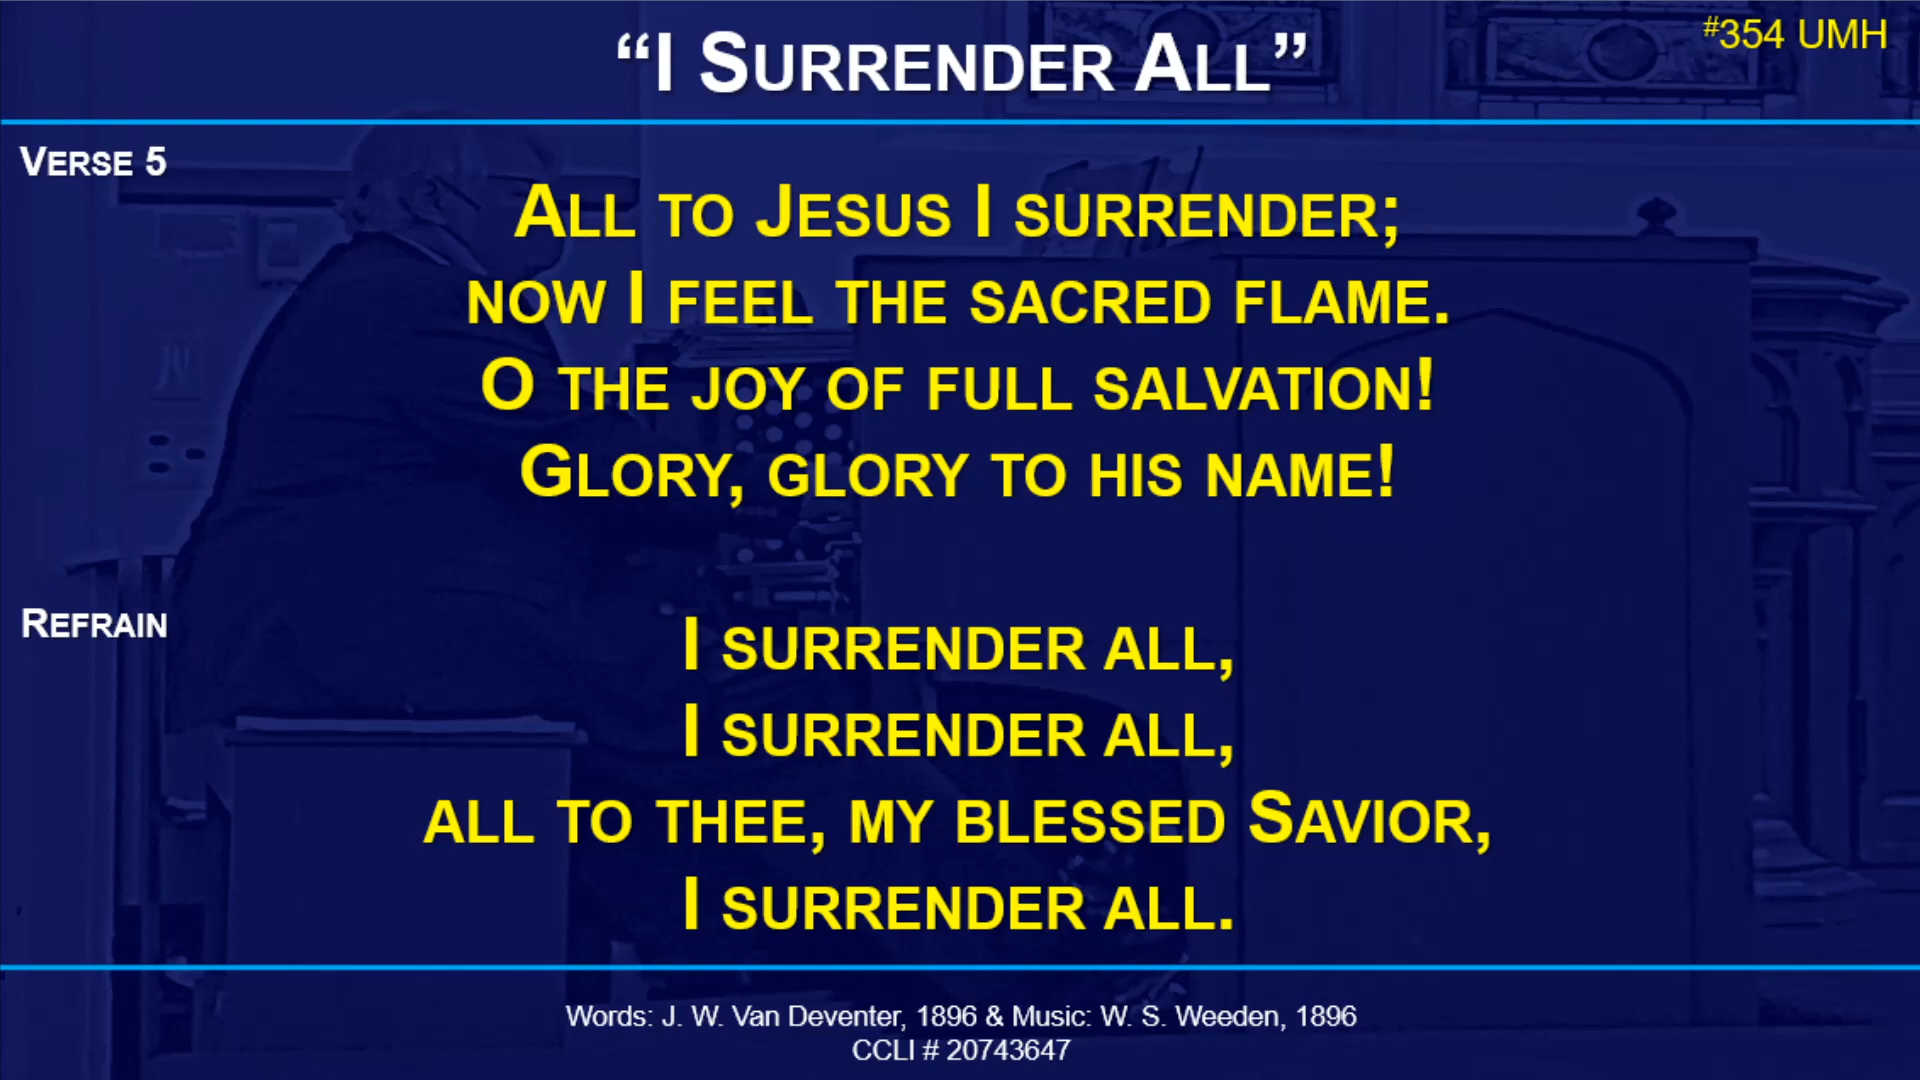 “I Surrender All”
#354 UMH
Verse 5
All to Jesus I surrender;
now I feel the sacred flame.
O the joy of full salvation!
Glory, glory to his name!
Refrain
I surrender all,
I surrender all,
all to thee, my blessed Savior,
I surrender all.
Words: J. W. Van Deventer, 1896 & Music: W. S. Weeden, 1896
CCLI # 20743647